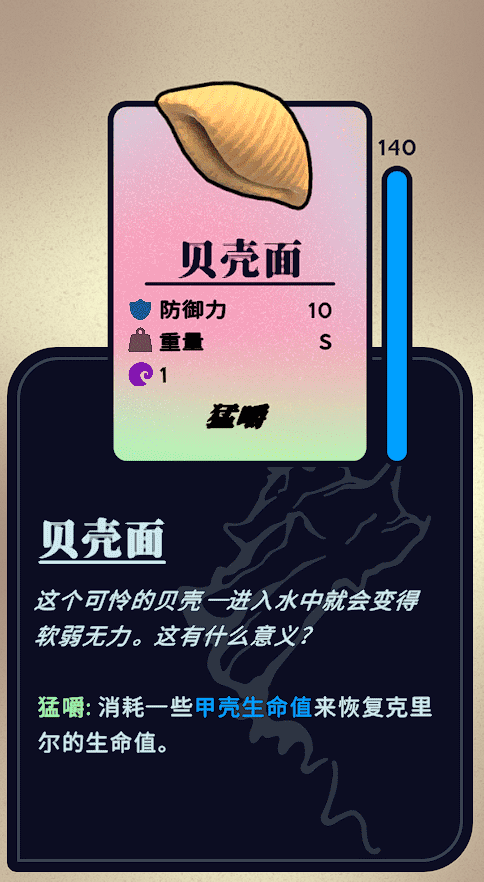 140
贝壳面
防御力 10
重量 S
1
猛嚼
贝壳面
这个可怜的贝壳一进入水中就会变得
软弱无力。这有什么意义?
猛嚼: 消耗一些甲壳生命值来恢复克里
尔的生命值。